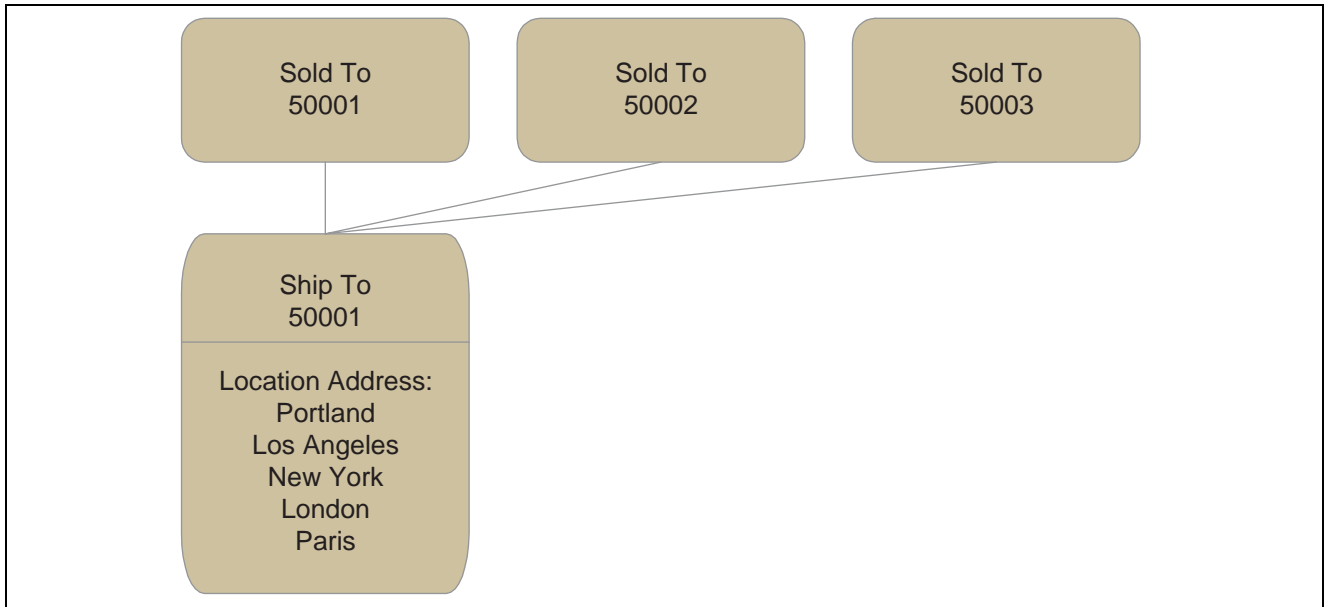 Sold To
50001
Sold To
50002
Sold To
50003
Ship To
50001
Location Address:
Portland
Los Angeles
New York
London
Paris